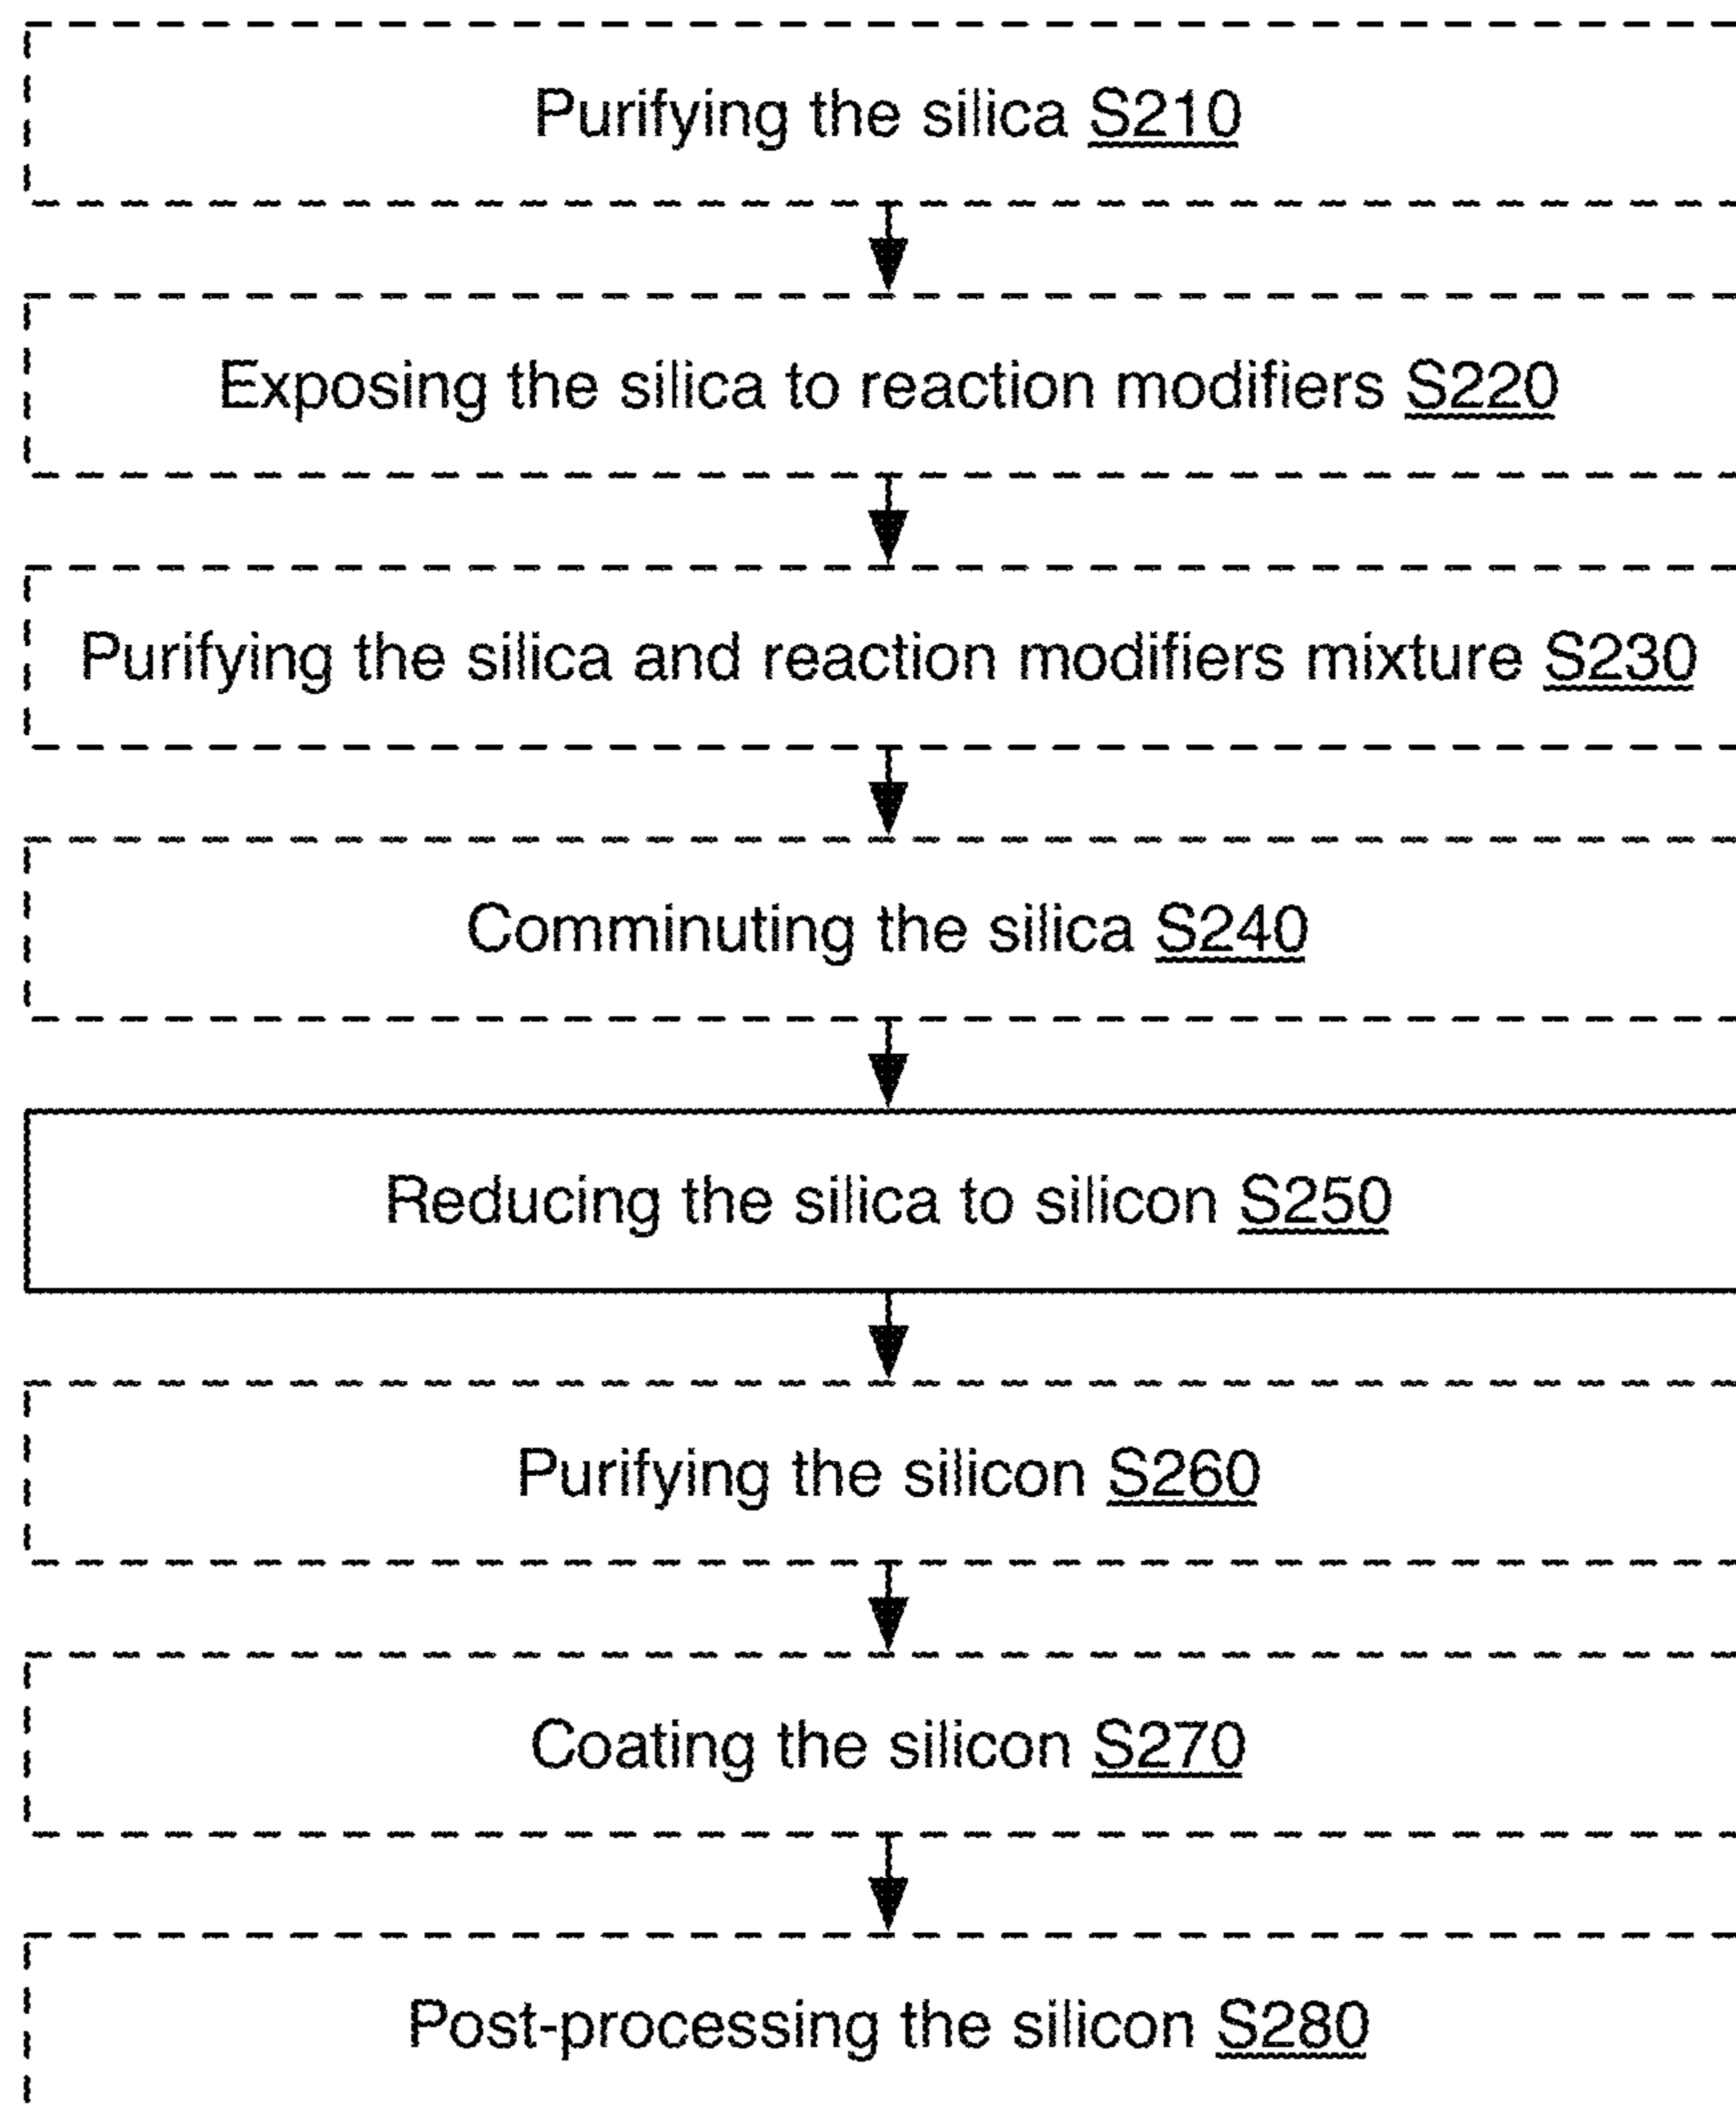 Purifying the silica S210
Exposing the silica to reaction modifiers S220
Purifying the silica and reaction modifiers mixture S230
Comminuting the silica S240
Reducing the silica to silicon S250
Purifying the silicon S260
Coating the silicon S270
Post-processing the silicon S280